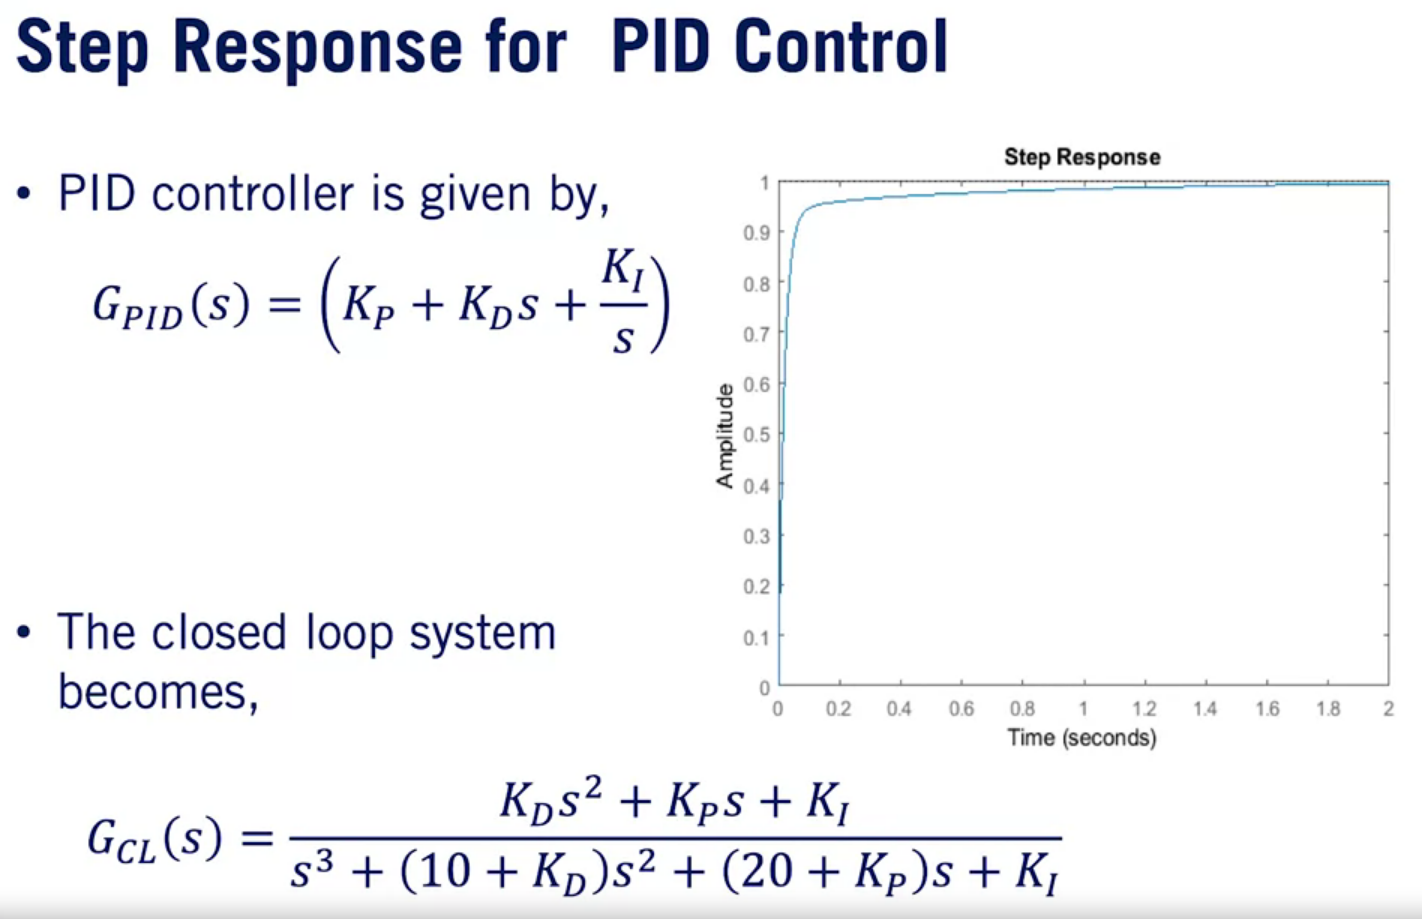 Step Response for PID Control
• PID controller is given by,
G_{PID}(s) = (K_P + K_D s + \frac{K_I}{s})
Step Response
1
0.9
0.8
0.7
0.6
0.5
0.4
0.3
0.2
0.1
0
Amplitude
0 0.2 0.4 0.6 0.8 1 1.2 1.4 1.6 1.8 2
Time (seconds)
• The closed loop system
becomes,
G_{CL}(s) = \frac{K_D s^2 + K_P s + K_I}{s^3 + (10 + K_D)s^2 + (20 + K_P)s + K_I}